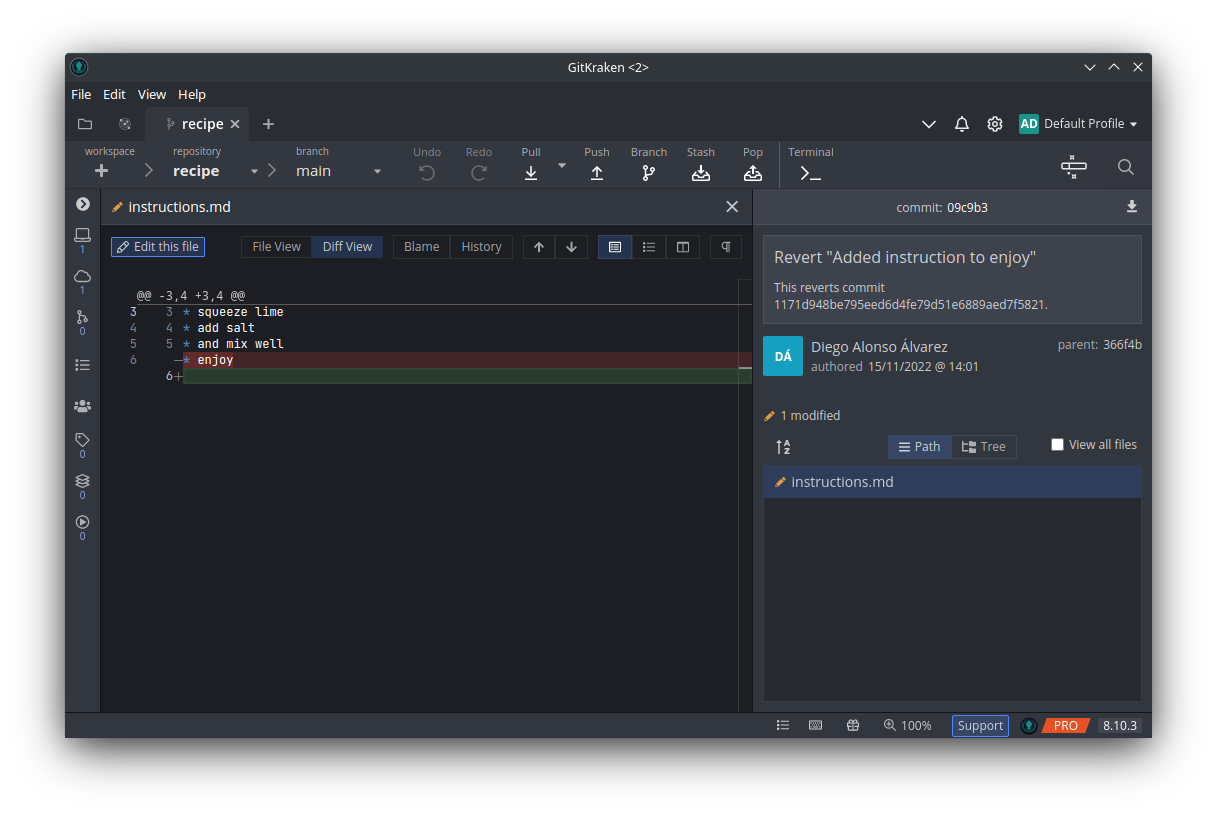 GitKraken <2>
File Edit View Help
recipe
AD Default Profile
workspace repository branch Undo Redo Pull Push Branch Stash Pop Terminal
recipe main
instructions.md
commit: 09c9b3
1
Edit this file File View Diff View Blame History
Revert "Added instruction to enjoy"
This reverts commit
1171d948be795eed6d4fe79d51e6889aed7f5821.
1
@@ -3,4 +3,4 @@
3 3 * squeeze lime
4 4 * add salt
5 5 * and mix well
6 −* enjoy
6+
0
DÁ
Diego Alonso Álvarez
parent: 366f4b
authored 15/11/2022 @ 14:01
1 modified
A
Z
Path Tree View all files
instructions.md
0
0
0
100% Support PRO 8.10.3